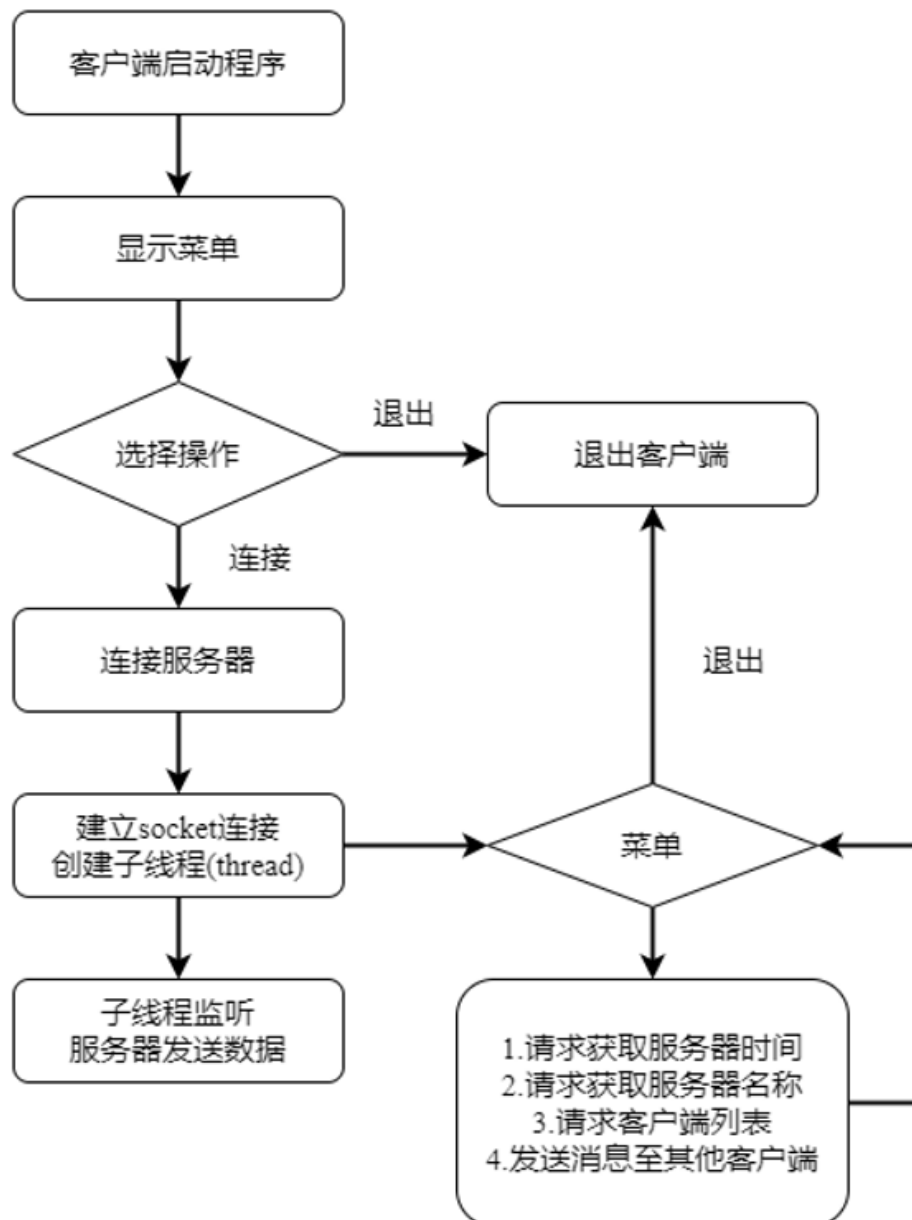 客户端启动程序
显示菜单
选择操作
退出
退出客户端
连接
连接服务器
退出
建立socket连接
创建子线程(thread)
菜单
子线程监听
服务器发送数据
1.请求获取服务器时间
2.请求获取服务器名称
3.请求客户端列表
4.发送消息至其他客户端